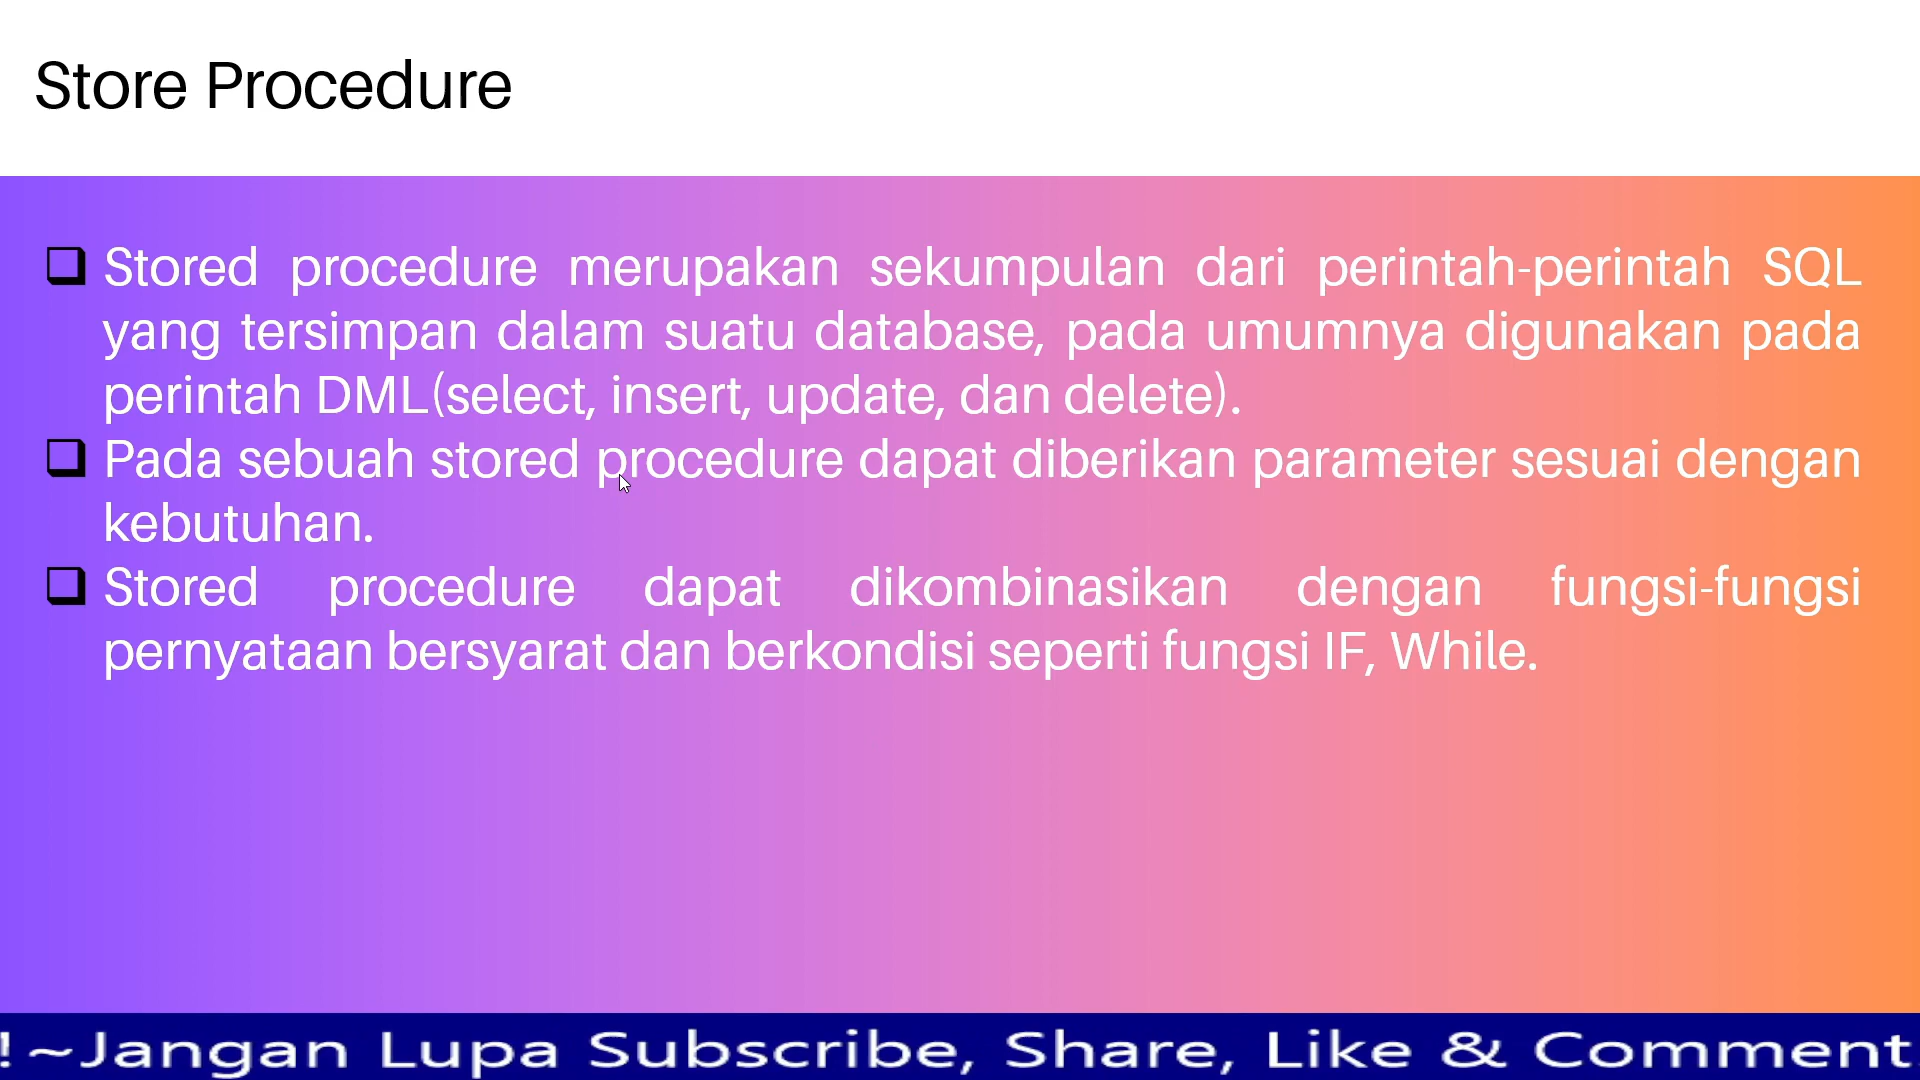 Store Procedure
Stored procedure merupakan sekumpulan dari perintah-perintah SQL
yang tersimpan dalam suatu database, pada umumnya digunakan pada
perintah DML(select, insert, update, dan delete).
Pada sebuah stored procedure dapat diberikan parameter sesuai dengan
kebutuhan.
Stored procedure dapat dikombinasikan dengan fungsi-fungsi
pernyataan bersyarat dan berkondisi seperti fungsi IF, While.
!~Jangan Lupa Subscribe, Share, Like & Comment